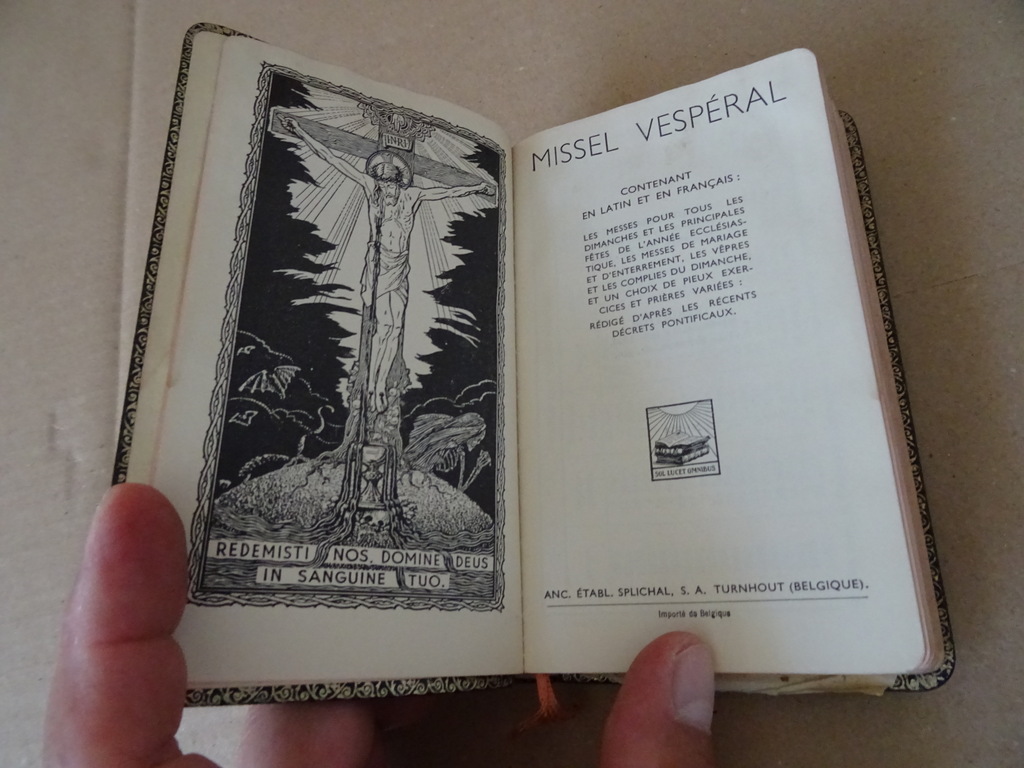 INRI
REDEMISTI NOS, DOMINE DEUS
IN SANGUINE TUO.
MISSEL VESPÉRAL
CONTENANT
EN LATIN ET EN FRANÇAIS :
LES MESSES POUR TOUS LES
DIMANCHES ET LES PRINCIPALES
FÊTES DE L'ANNÉE ECCLÉSIAS-
TIQUE, LES MESSES DE MARIAGE
ET D'ENTERREMENT, LES VÊPRES
ET LES COMPLIES DU DIMANCHE,
ET UN CHOIX DE PIEUX EXER-
CICES ET PRIÈRES VARIÉES :
RÉDIGÉ D'APRÈS LES RÉCENTS
DÉCRETS PONTIFICAUX.
SOL LUCET OMNIBUS
ANC. ÉTABL. SPLICHAL, S. A. TURNHOUT (BELGIQUE).
Importé de Belgique